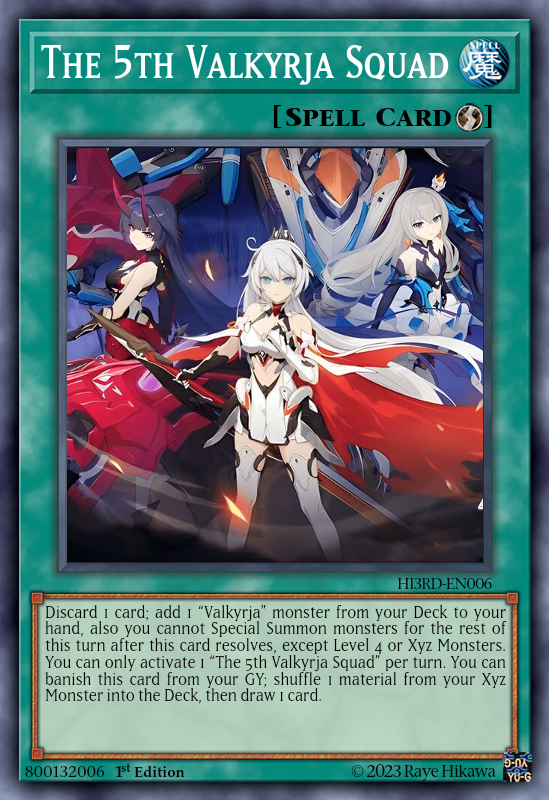 The 5th Valkyrja Squad
SPELL
魔
[Spell Card]
HI3RD-EN006
Discard 1 card; add 1 “Valkyrja” monster from your Deck to your
hand, also you cannot Special Summon monsters for the rest of
this turn after this card resolves, except Level 4 or Xyz Monsters.
You can only activate 1 “The 5th Valkyrja Squad” per turn. You can
banish this card from your GY; shuffle 1 material from your Xyz
Monster into the Deck, then draw 1 card.
800132006 1st Edition © 2023 Raye Hikawa
YU-G